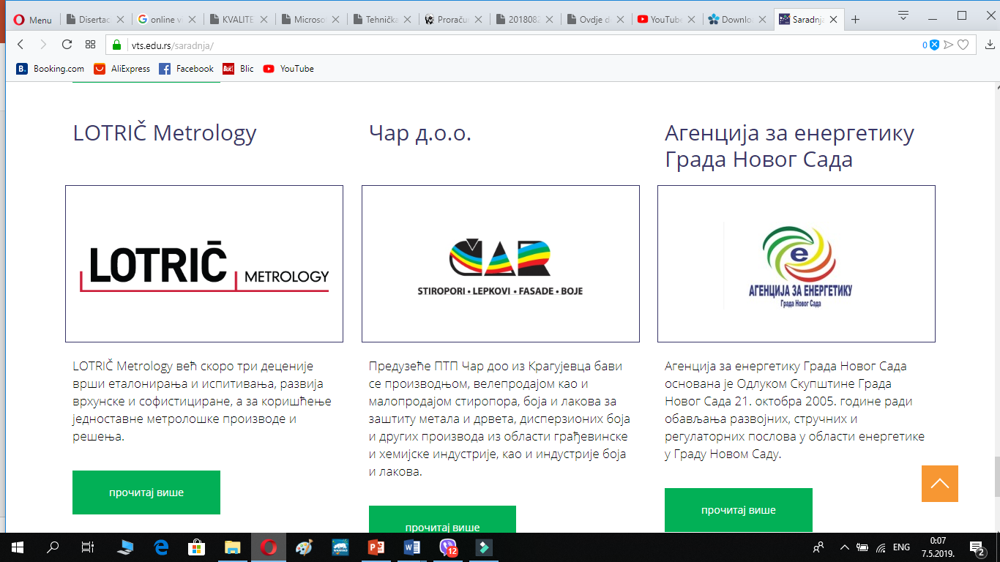 Menu
Disertac
online v
KVALITE
Microso
Tehnička
Proraču
2018082
Ovdje d
YouTube
Downlo
Saradnja
vts.edu.rs/saradnja/
0
Booking.com
AliExpress
Facebook
Blic
YouTube
LOTRIČ Metrology
LOTRIČ METROLOGY
LOTRIČ Metrology већ скоро три деценије
врши еталонирања и испитивања, развија
врхунске и софистициране, а за коришћење
једноставне метролошке производе и
решења.
прочитај више
Чар д.о.о.
ČAR
STIROPORI • LEPKOVI • FASADE • BOJE
Предузеће ПТП Чар доо из Крагујевца бави
се производњом, велепродајом као и
малопродајом стиропора, боја и лакова за
заштиту метала и дрвета, дисперзионих боја
и других производа из области грађевинске
и хемијске индустрије, као и индустрије боја
и лакова.
прочитај више
Агенција за енергетику
Града Новог Сада
e
АГЕНЦИЈА ЗА ЕНЕРГЕТИКУ
Града Новог Сада
Агенција за енергетику Града Новог Сада
основана је Одлуком Скупштине Града
Новог Сада 21. октобра 2005. године ради
обављања развојних, стручних и
регулаторних послова у области енергетике
у Граду Новом Саду.
прочитај више
12
ENG
0:07
7.5.2019.
2